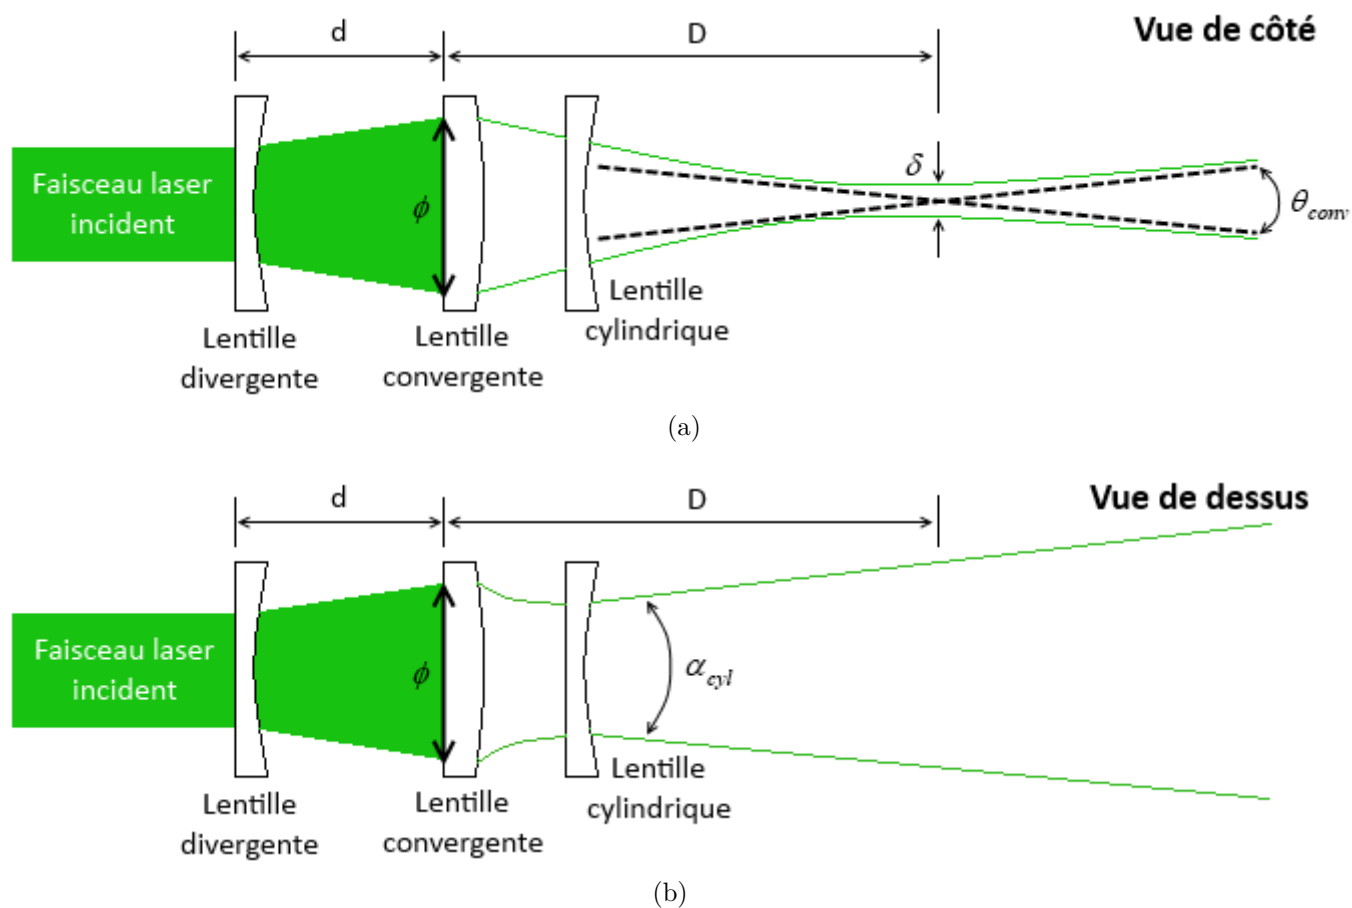 d
D
Vue de côté
Faisceau laser
incident
ϕ
δ
θconv
Lentille
divergente
Lentille
convergente
Lentille
cylindrique
(a)
d
D
Vue de dessus
Faisceau laser
incident
ϕ
αcyl
Lentille
divergente
Lentille
convergente
Lentille
cylindrique
(b)